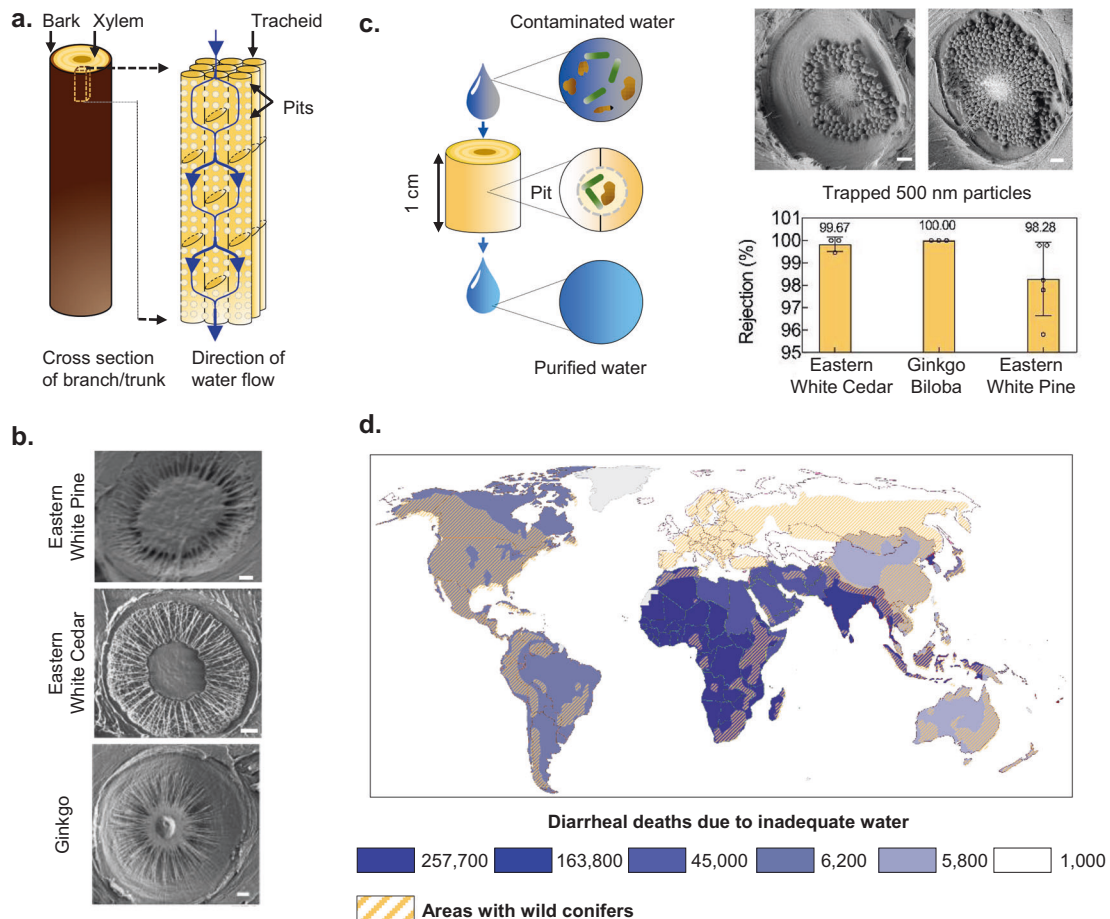 a.
Bark
Xylem
Tracheid
Pits
Cross section
of branch/trunk
Direction of
water flow
b.
Eastern
White Pine
Eastern
White Cedar
Ginkgo
c.
Contaminated water
1 cm
Pit
Purified water
Trapped 500 nm particles
Rejection (%)
101
100
99
98
97
96
95
99.67
100.00
98.28
Eastern
White Cedar
Ginkgo
Biloba
Eastern
White Pine
d.
Diarrheal deaths due to inadequate water
257,700
163,800
45,000
6,200
5,800
1,000
Areas with wild conifers